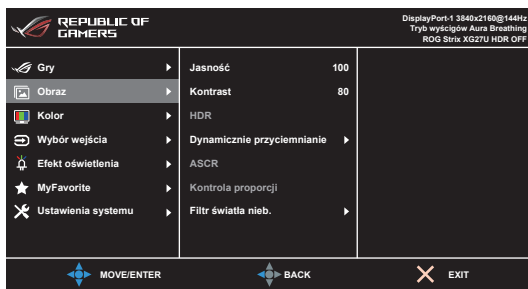 REPUBLIC OF
GAMERS
DisplayPort-1 3840x2160@144Hz
Tryb wyścigów Aura Breathing
ROG Strix XG27U HDR OFF
Gry
Obraz
Kolor
Wybór wejścia
Efekt oświetlenia
MyFavorite
Ustawienia systemu
Jasność 100
Kontrast 80
HDR
Dynamicznie przyciemnianie
ASCR
Kontrola proporcji
Filtr światła nieb.
MOVE/ENTER
BACK
EXIT